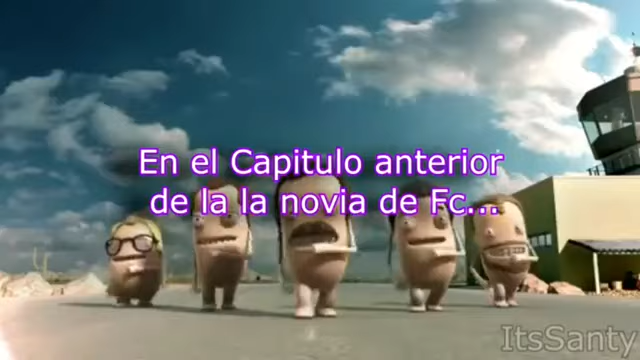 En el Capitulo anterior
de la la novia de Fc...
ItsSanty